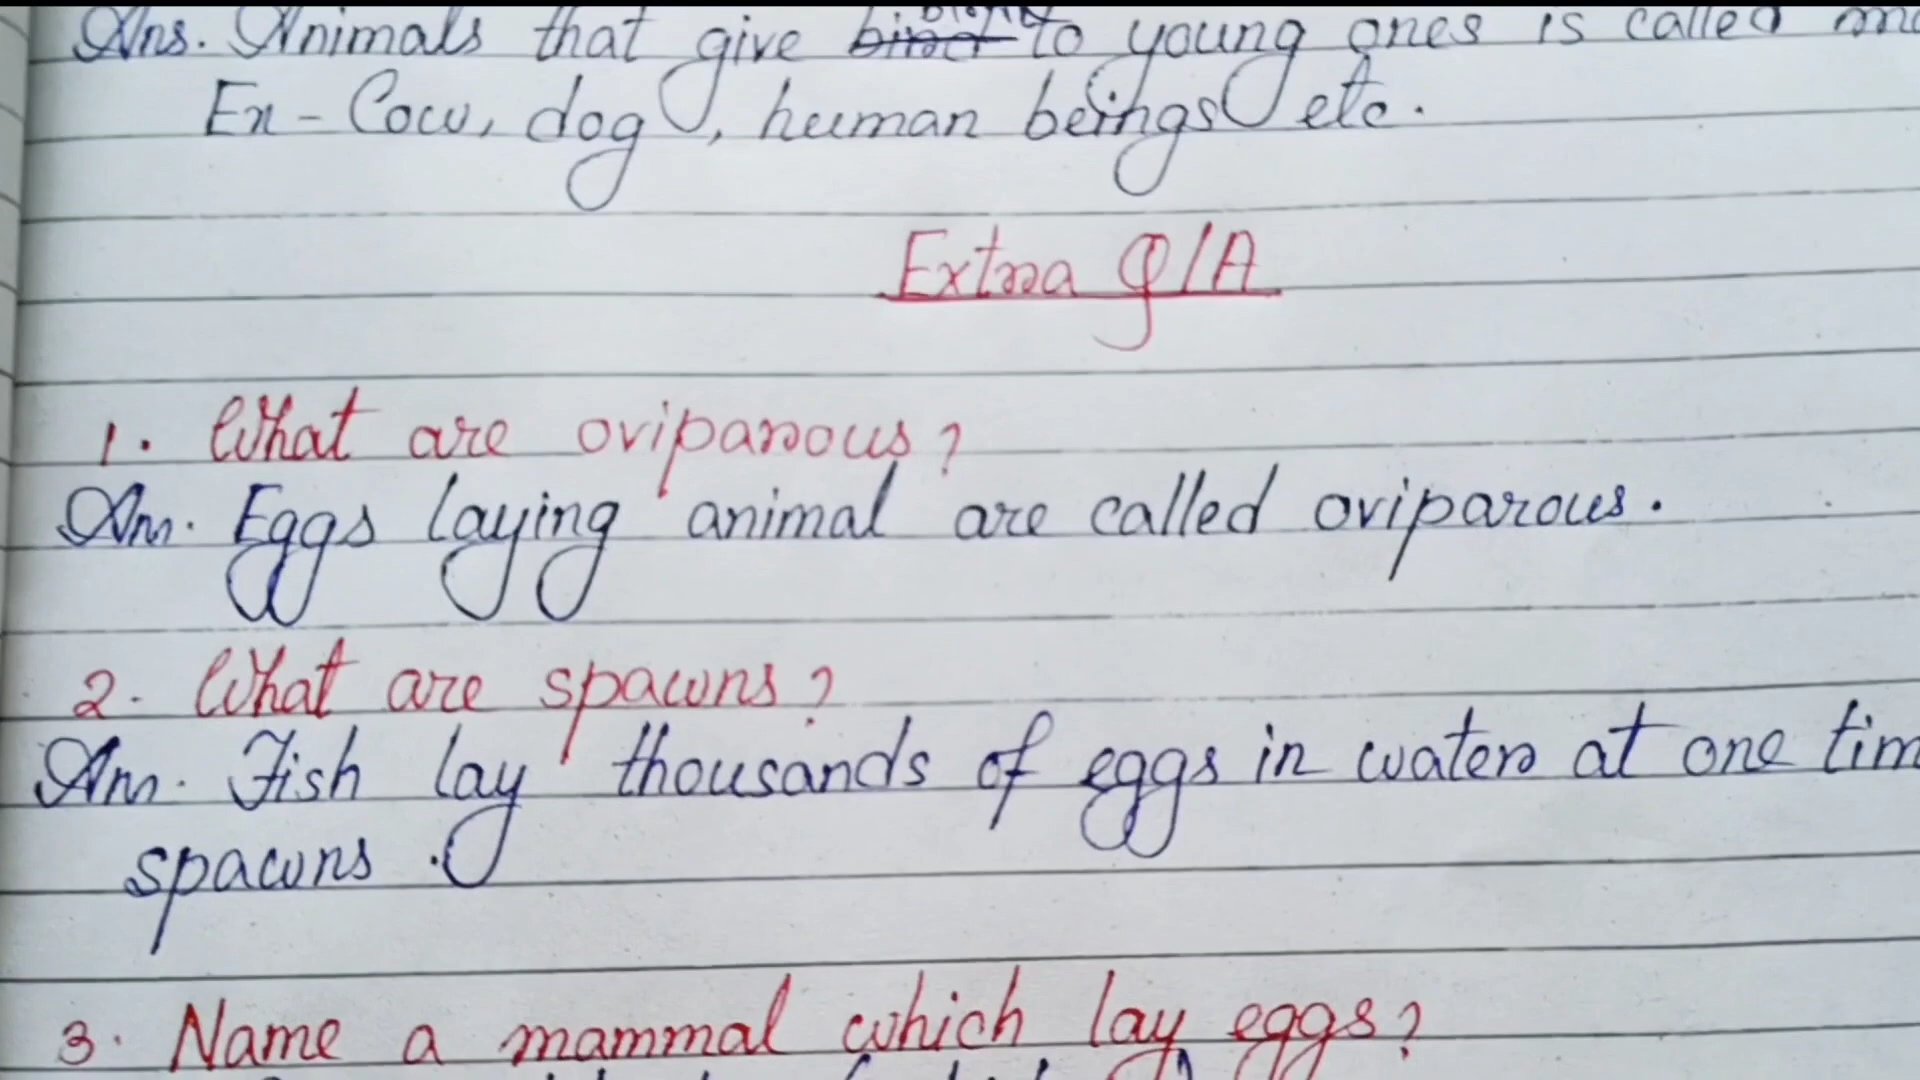 Ans. Animals that give birth to young ones is called
Ex - Cow, dog, human beings etc.
Extra Q/A
1. What are oviparous?
Ans. Eggs laying animal are called oviparous.
2. What are spawns?
Ans. Fish lay thousands of eggs in water at one tim
spawns.
3. Name a mammal which lay eggs?